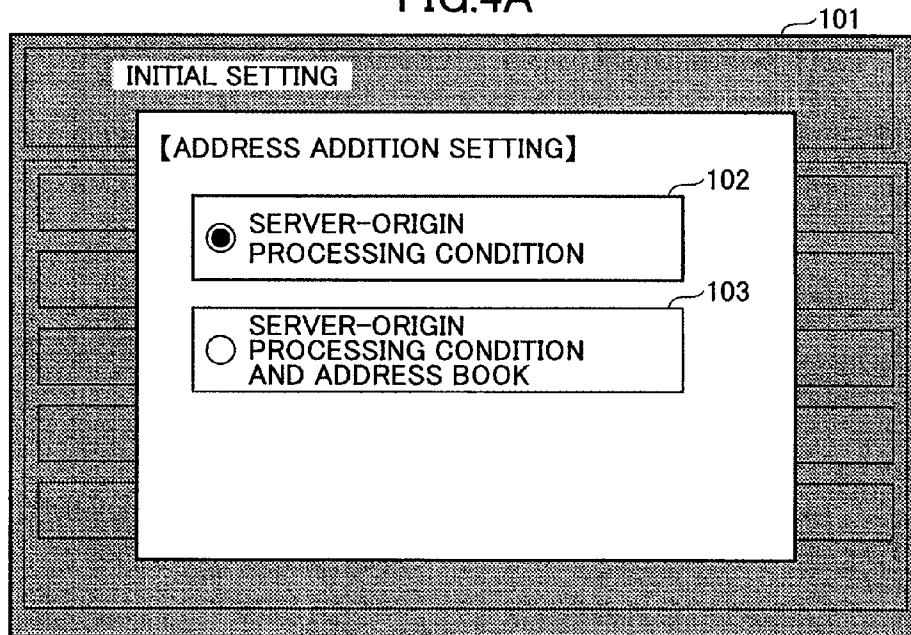 FIG.4A
101
INITIAL SETTING
【ADDRESS ADDITION SETTING】
102
SERVER-ORIGIN
PROCESSING CONDITION
103
SERVER-ORIGIN
PROCESSING CONDITION
AND ADDRESS BOOK